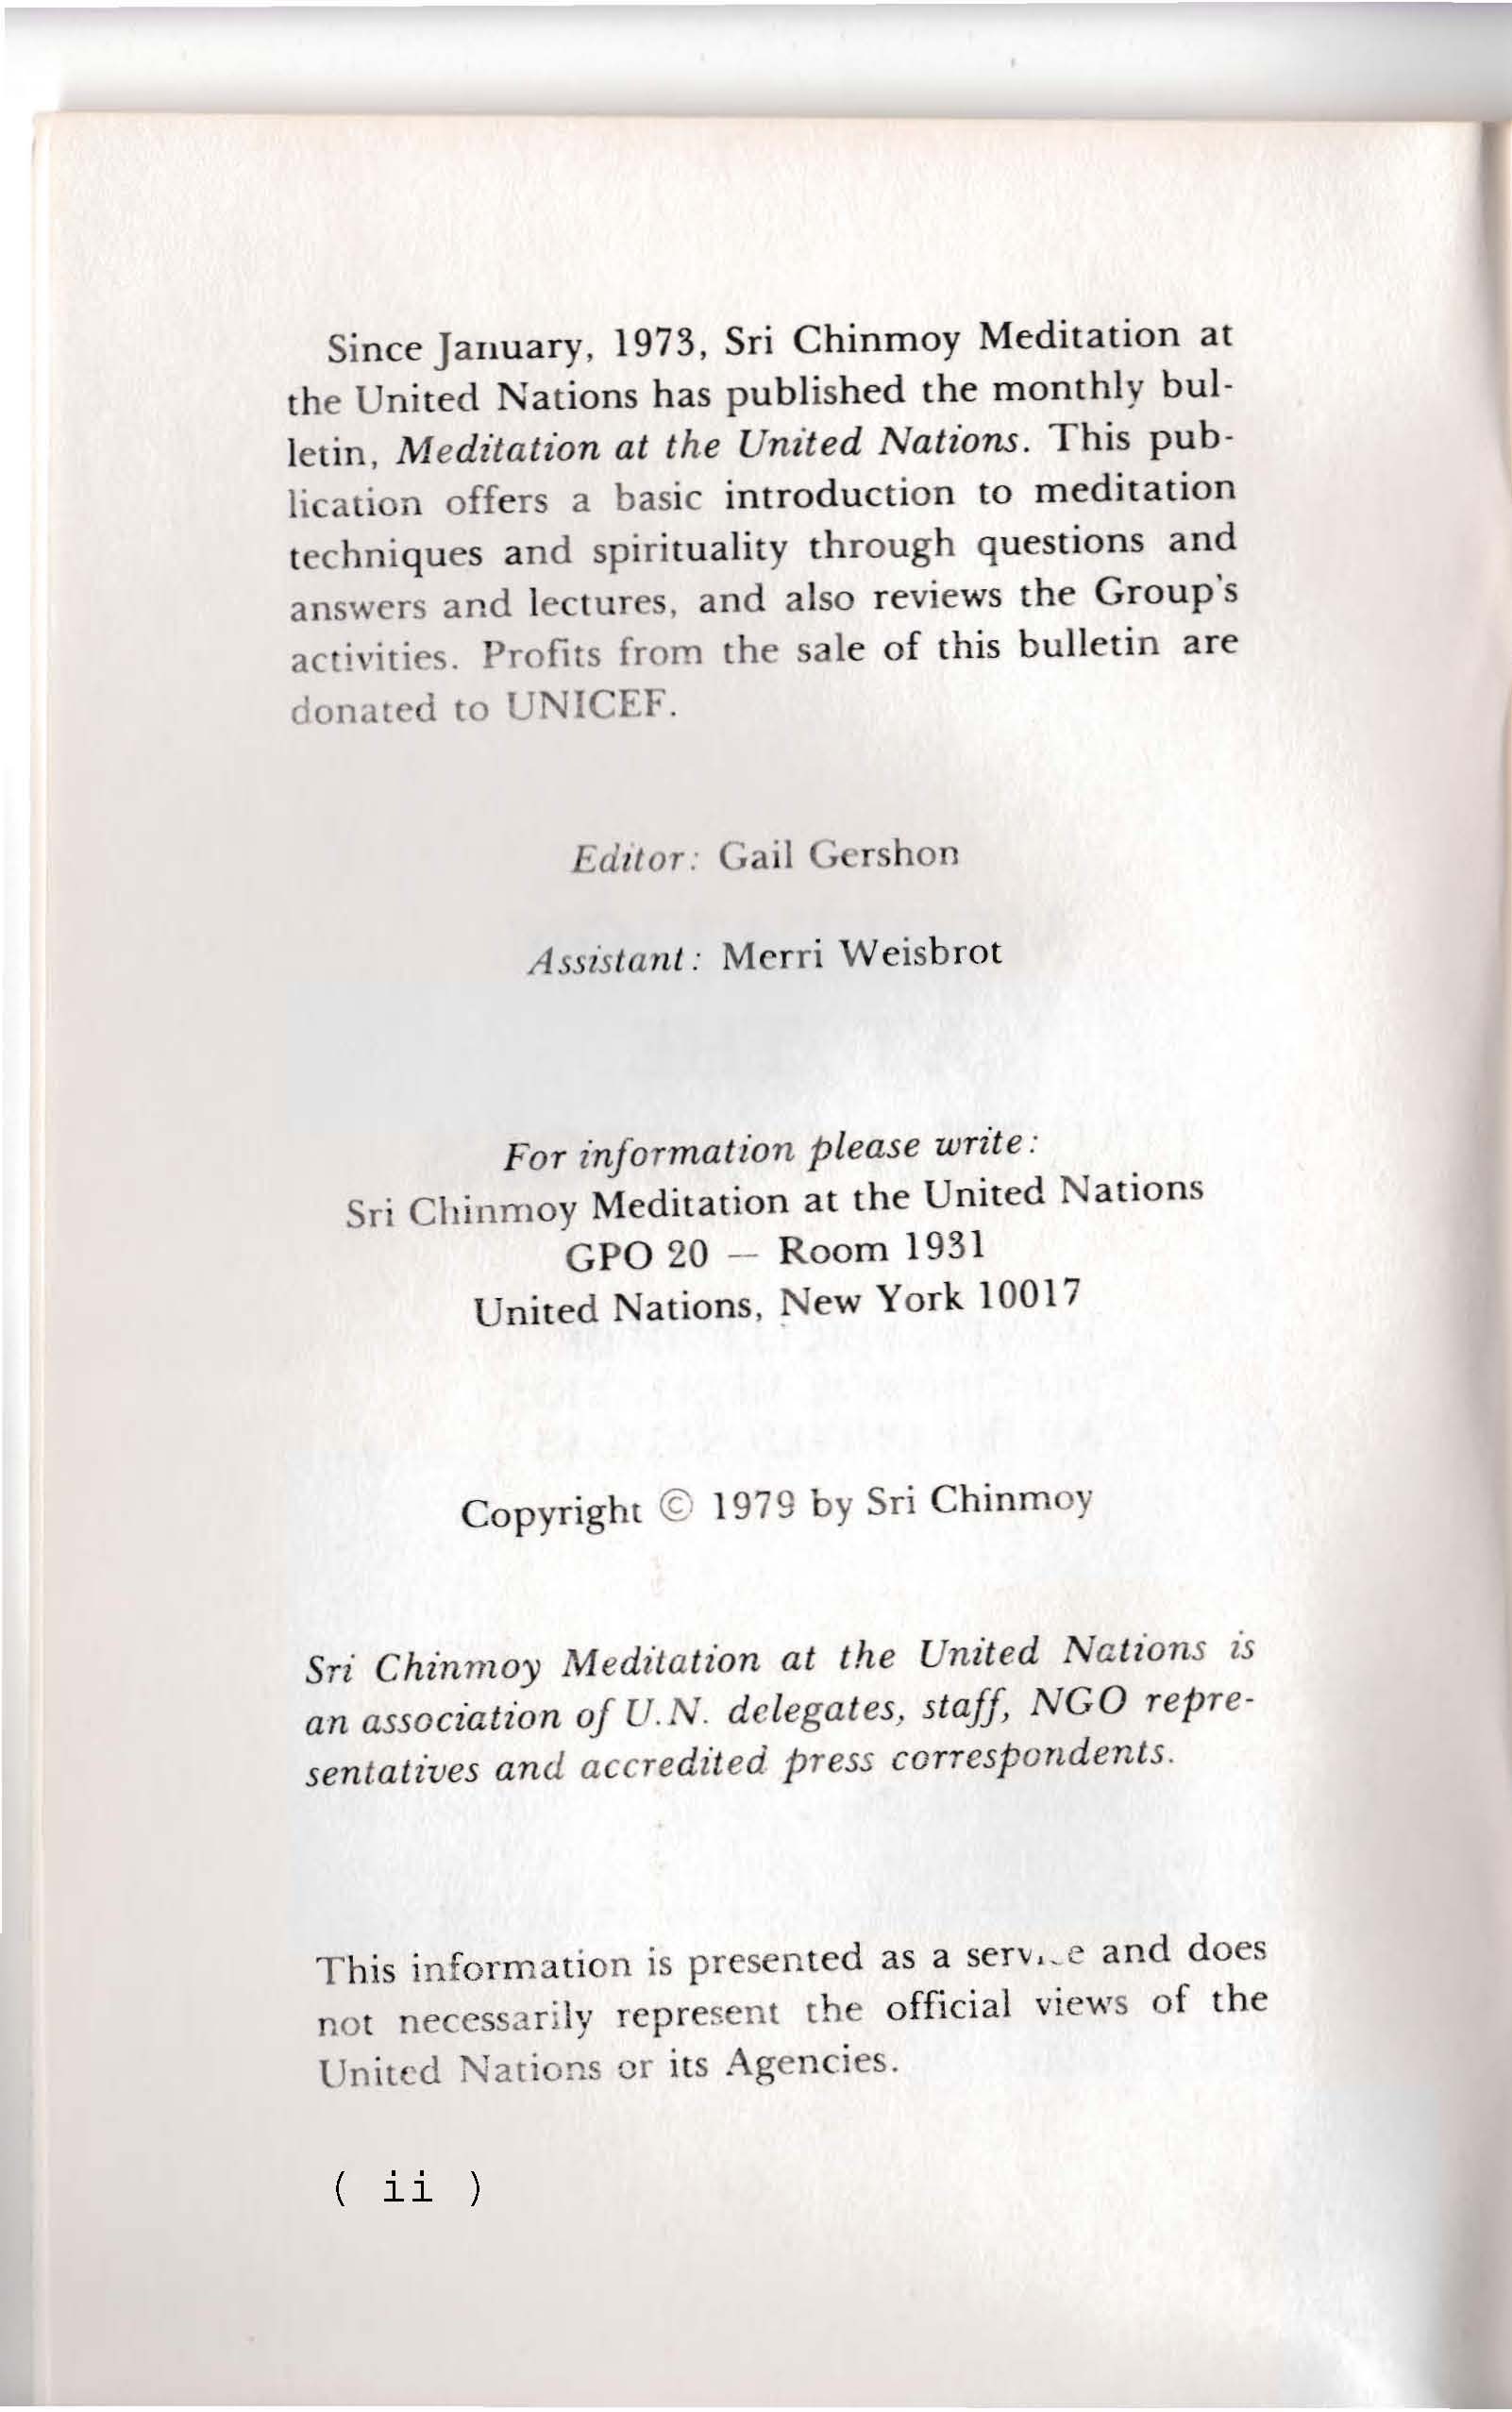 Since January, 1973, Sri Chinmoy Meditation at
the United Nations has published the monthly bul-
letin, Meditation at the United Nations. This pub-
lication offers a basic introduction to meditation
techniques and spirituality through questions and
answers and lectures, and also reviews the Group's
activities. Profits from the sale of this bulletin are
donated to UNICEF.
Editor: Gail Gershon
Assistant: Merri Weisbrot
For information please write:
Sri Chinmoy Meditation at the United Nations
GPO 20 — Room 1931
United Nations, New York 10017
Copyright © 1979 by Sri Chinmoy
Sri Chinmoy Meditation at the United Nations is
an association of U.N. delegates, staff, NGO repre-
sentatives and accredited press correspondents.
This information is presented as a service and does
not necessarily represent the official views of the
United Nations or its Agencies.
( ii )